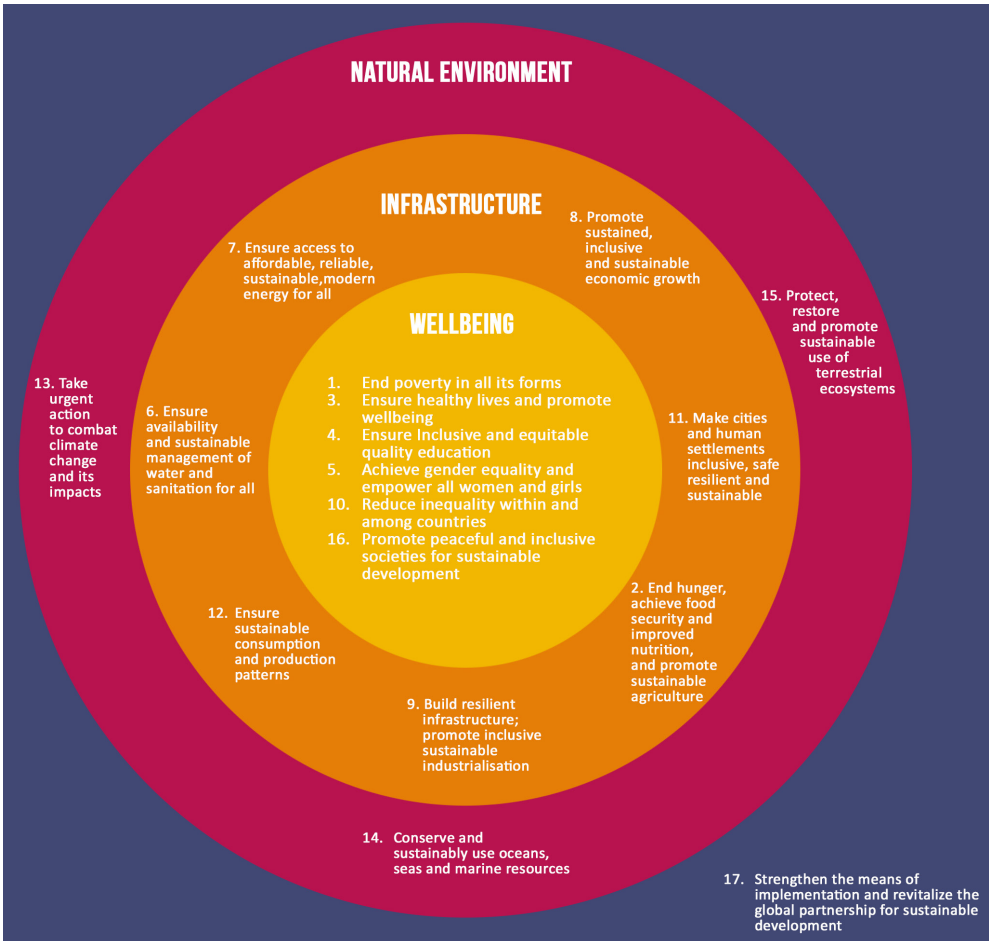 NATURAL ENVIRONMENT
INFRASTRUCTURE
8. Promote
sustained,
inclusive
and sustainable
economic growth
7. Ensure access to
affordable, reliable,
sustainable,modern
energy for all
15. Protect,
restore
and promote
sustainable
use of
terrestrial
ecosystems
WELLBEING
1. End poverty in all its forms
3. Ensure healthy lives and promote
wellbeing
4. Ensure Inclusive and equitable
quality education
5. Achieve gender equality and
empower all women and girls
10. Reduce inequality within and
among countries
16. Promote peaceful and inclusive
societies for sustainable
development
13. Take
urgent
action
to combat
climate
change
and its
impacts
6. Ensure
availability
and sustainable
management of
water and
sanitation for all
11. Make cities
and human
settlements
inclusive, safe
resilient and
sustainable
2. End hunger,
achieve food
security and
improved
nutrition,
and promote
sustainable
agriculture
12. Ensure
sustainable
consumption
and production
patterns
9. Build resilient
infrastructure;
promote inclusive
sustainable
industrialisation
14. Conserve and
sustainably use oceans,
seas and marine resources
17. Strengthen the means of
implementation and revitalize the
global partnership for sustainable
development